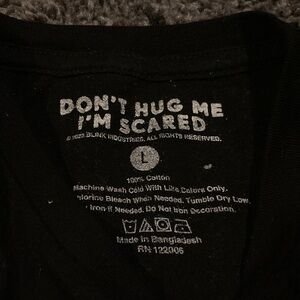 DON'T HUG ME
I'M SCARED
© 2023 BLINK INDUSTRIES. ALL RIGHTS RESERVED.
L
100% Cotton
Machine Wash Cold With Like Colors Only.
hlorine Bleach When Needed. Tumble Dry Low.
Iron If Needed. Do Not Iron Decoration.
Made in Bangladesh
RN 122006